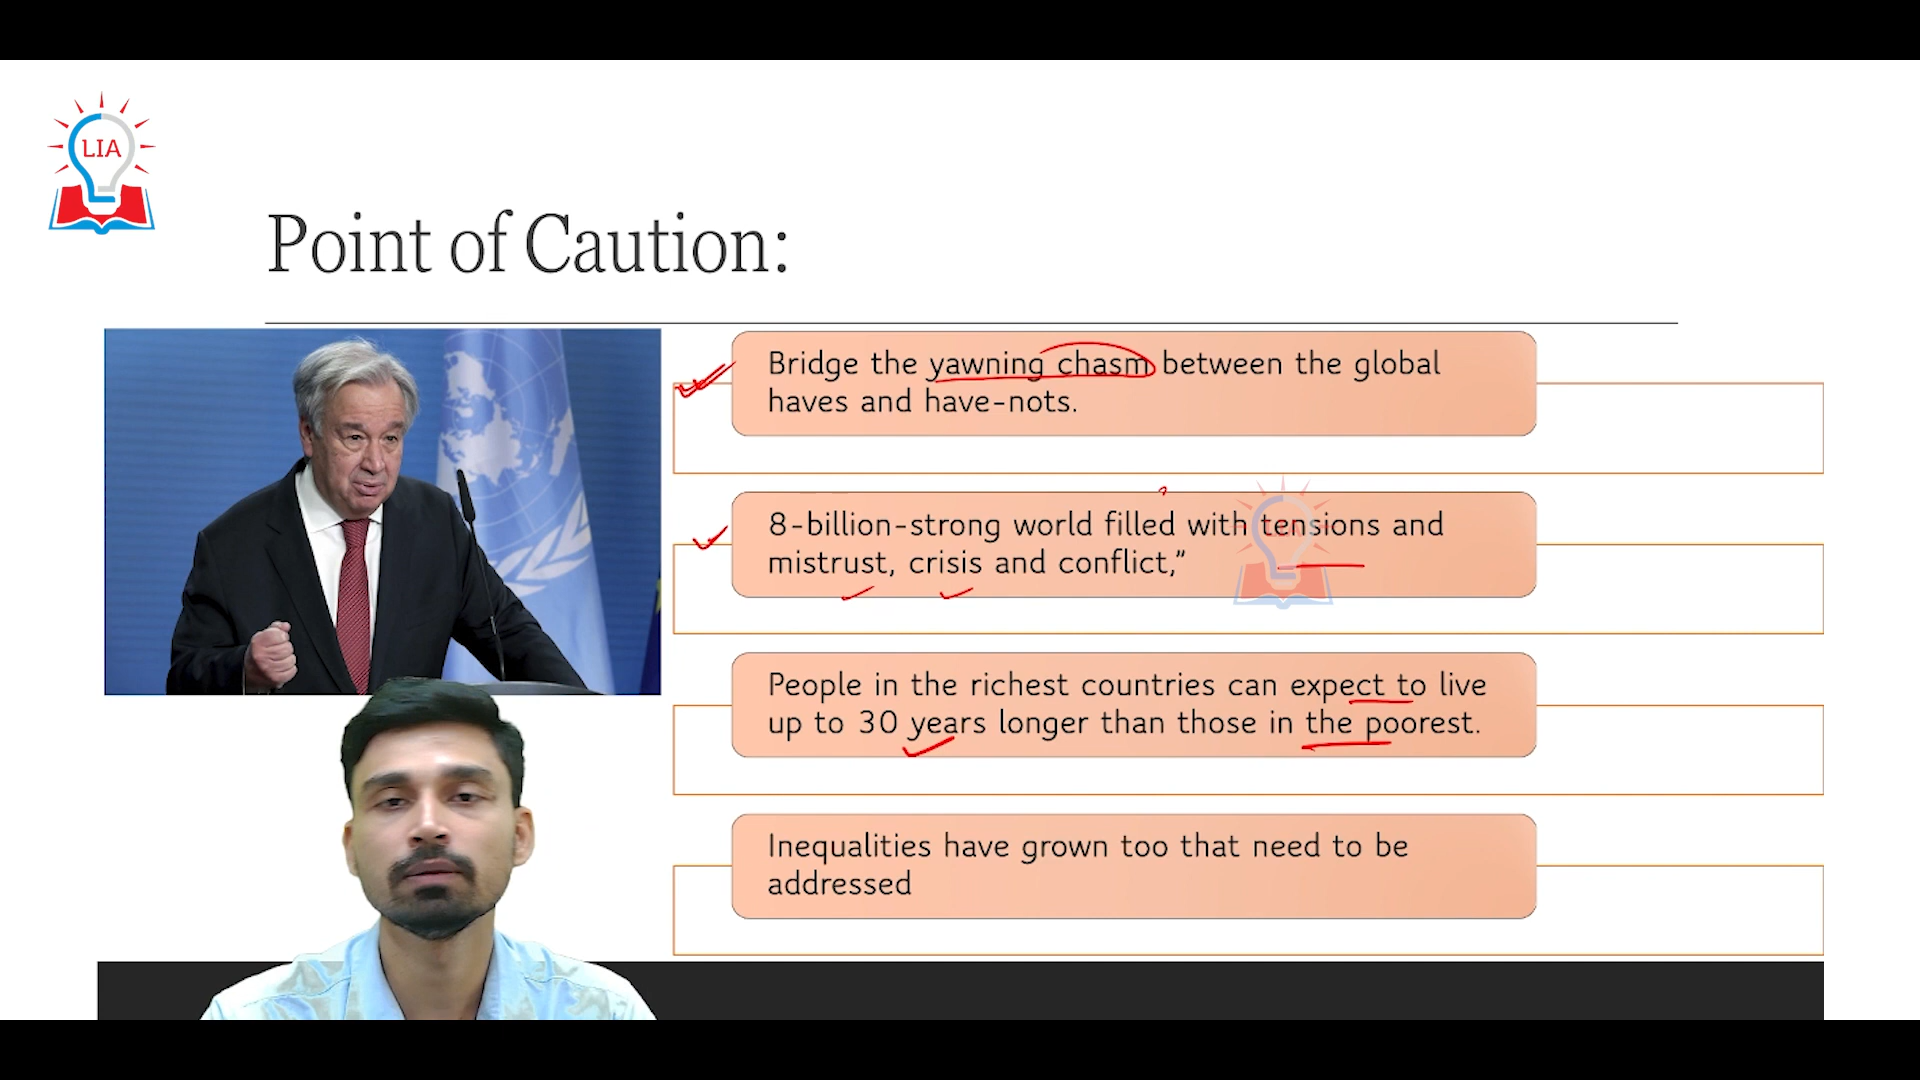 LIA
Point of Caution:
Bridge the yawning chasm between the global
haves and have-nots.
8-billion-strong world filled with tensions and
mistrust, crisis and conflict,”
LIA
People in the richest countries can expect to live
up to 30 years longer than those in the poorest.
Inequalities have grown too that need to be
addressed